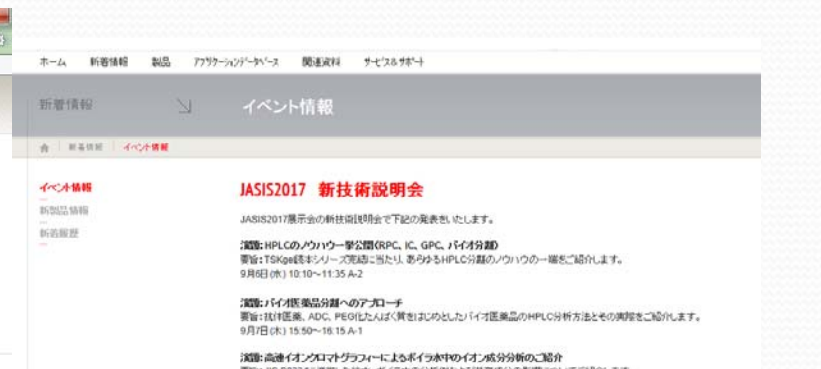 ホーム 新着情報 製品 アプリケーションデータベース 関連資料 サービス&サポート
新着情報 イベント情報
新着情報 イベント情報
イベント情報
新製品情報
新着履歴
JASIS2017 新技術説明会
JASIS2017展示会の新技術説明会で下記の発表をいたします。
演題:HPLCのノウハウ一挙公開(RPC、IC、GPC、バイオ分離)
要旨:TSKgel読本シリーズ完結に当たり、あらゆるHPLC分離のノウハウの一端をご紹介します。
9月6日(水) 10:10~11:35 A-2
演題:バイオ医薬品分離へのアプローチ
要旨:抗体医薬、ADC、PEG化たんぱく質をはじめとしたバイオ医薬品のHPLC分析方法とその実際をご紹介します。
9月7日(木) 15:50~16:15 A-1
演題:高速イオンクロマトグラフィーによるボイラ水中のイオン成分分析のご紹介